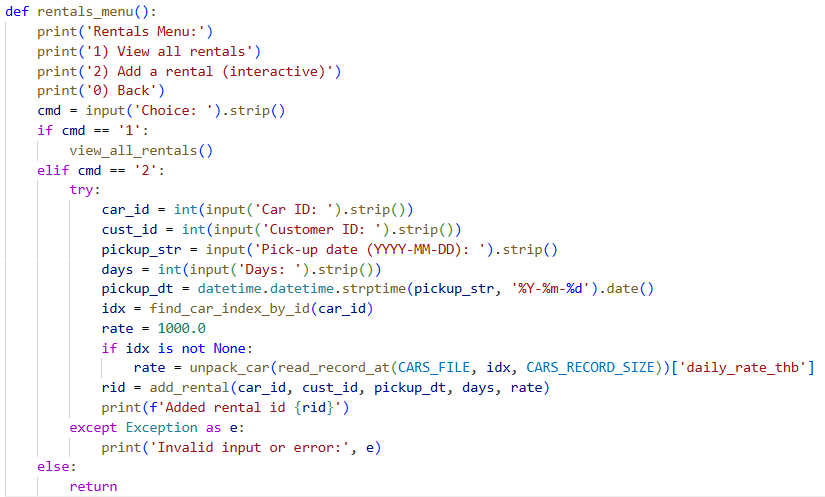 def rentals_menu():
    print('Rentals Menu:')
    print('1) View all rentals')
    print('2) Add a rental (interactive)')
    print('0) Back')
    cmd = input('Choice: ').strip()
    if cmd == '1':
        view_all_rentals()
    elif cmd == '2':
        try:
            car_id = int(input('Car ID: ').strip())
            cust_id = int(input('Customer ID: ').strip())
            pickup_str = input('Pick-up date (YYYY-MM-DD): ').strip()
            days = int(input('Days: ').strip())
            pickup_dt = datetime.datetime.strptime(pickup_str, '%Y-%m-%d').date()
            idx = find_car_index_by_id(car_id)
            rate = 1000.0
            if idx is not None:
                rate = unpack_car(read_record_at(CARS_FILE, idx, CARS_RECORD_SIZE))['daily_rate_thb']
            rid = add_rental(car_id, cust_id, pickup_dt, days, rate)
            print(f'Added rental id {rid}')
        except Exception as e:
            print('Invalid input or error:', e)
    else:
        return